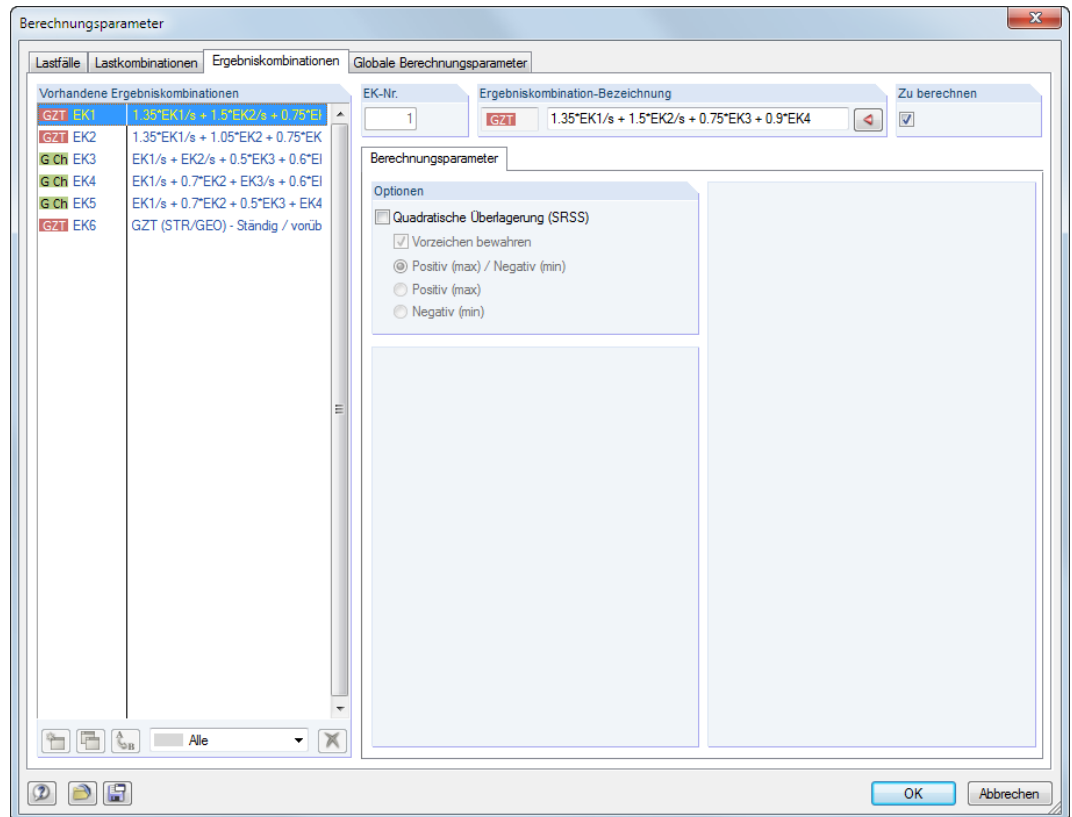 Berechnungsparameter
Lastfälle Lastkombinationen Ergebniskombinationen Globale Berechnungsparameter
Vorhandene Ergebniskombinationen
GZT EK1 1.35*EK1/s + 1.5*EK2/s + 0.75*EI
GZT EK2 1.35*EK1/s + 1.05*EK2 + 0.75*EK
G Ch EK3 EK1/s + EK2/s + 0.5*EK3 + 0.6*EI
G Ch EK4 EK1/s + 0.7*EK2 + EK3/s + 0.6*EI
G Ch EK5 EK1/s + 0.7*EK2 + 0.5*EK3 + EK4
GZT EK6 GZT (STR/GEO) - Ständig / vorüb
Alle
EK-Nr.
1
Ergebniskombination-Bezeichnung
GZT 1.35*EK1/s + 1.5*EK2/s + 0.75*EK3 + 0.9*EK4
Zu berechnen
Berechnungsparameter
Optionen
Quadratische Überlagerung (SRSS)
Vorzeichen bewahren
Positiv (max) / Negativ (min)
Positiv (max)
Negativ (min)
OK Abbrechen